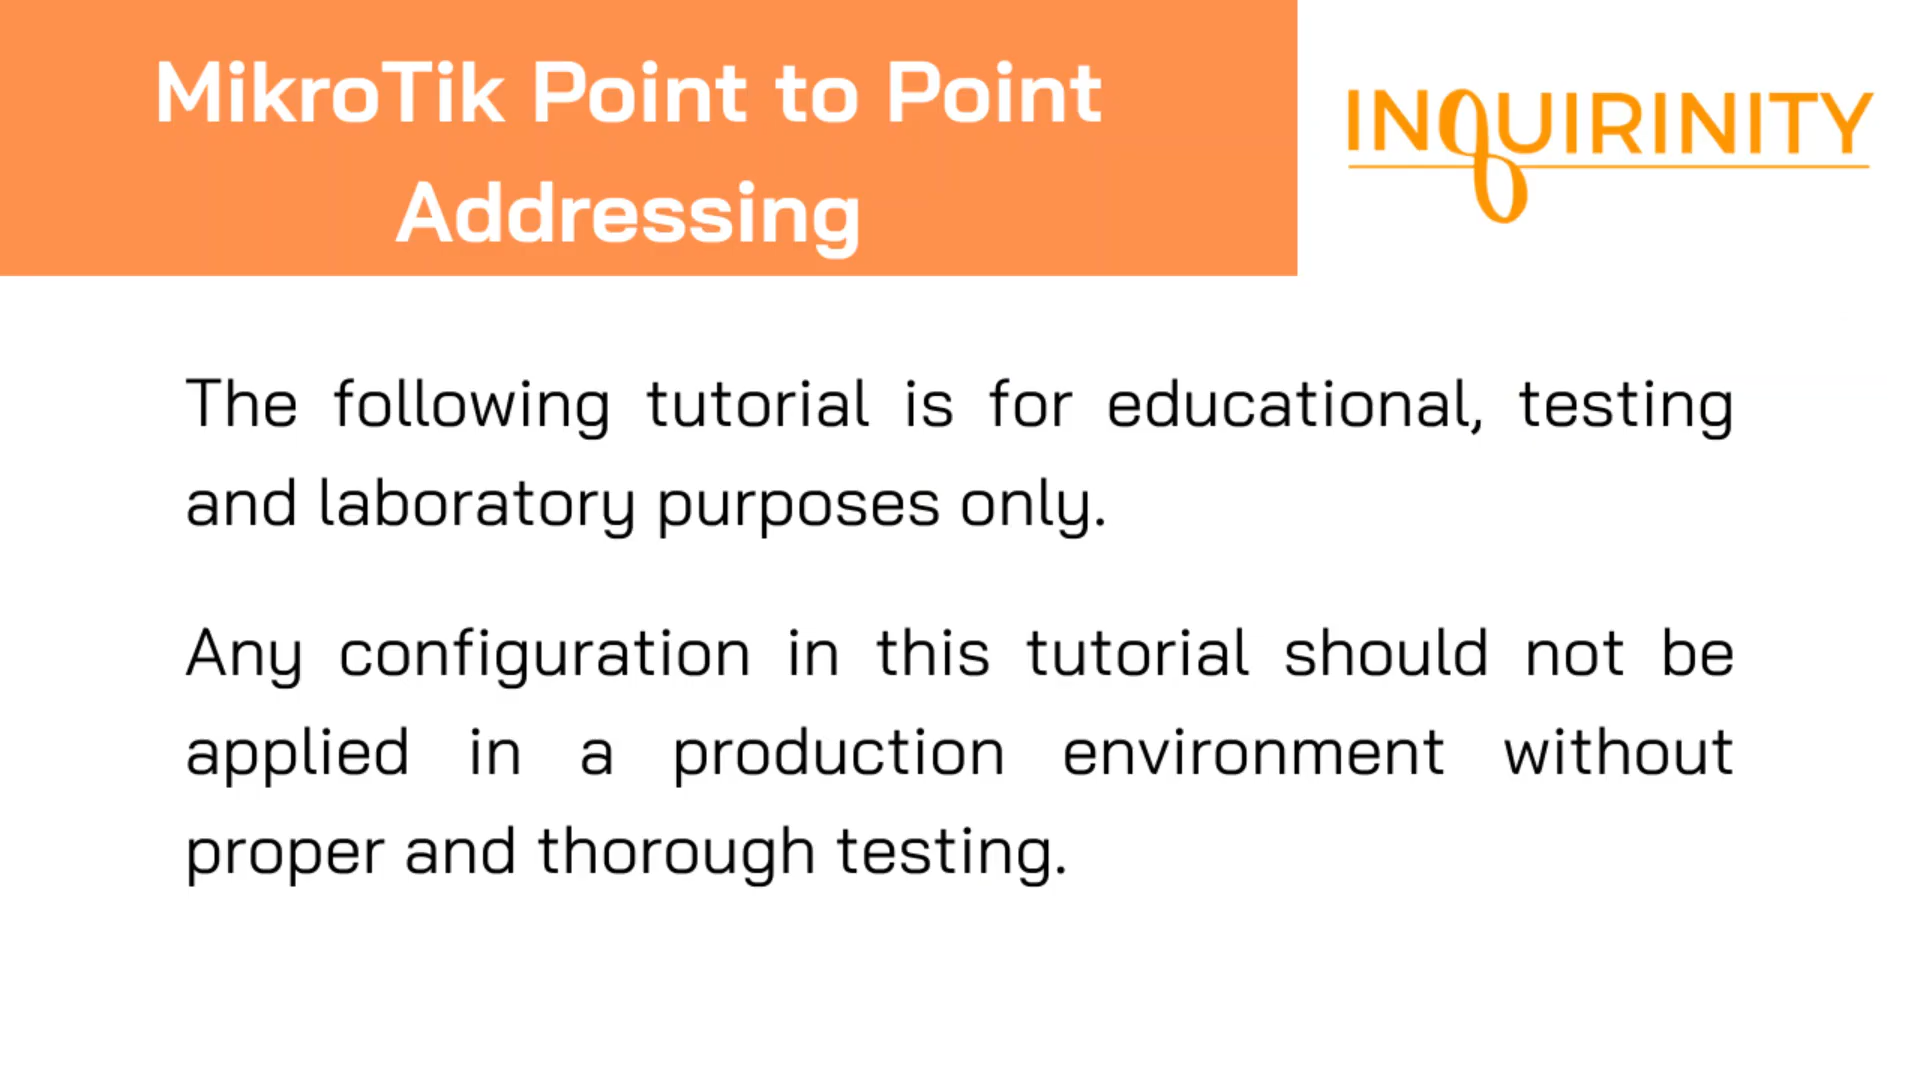 MikroTik Point to Point
Addressing
INQUIRINITY
The following tutorial is for educational, testing
and laboratory purposes only.
Any configuration in this tutorial should not be
applied in a production environment without
proper and thorough testing.